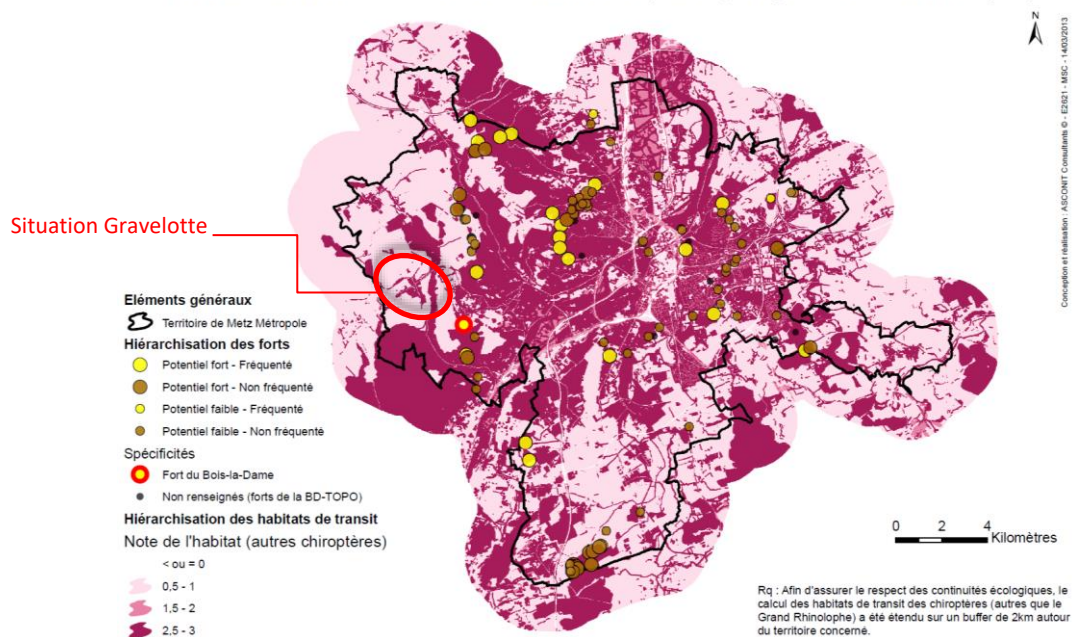 N
Conception et réalisation : ASCONIT Consultants © - E2621 - MSC - 14/03/2013
Situation Gravelotte
Eléments généraux
Territoire de Metz Métropole
Hiérarchisation des forts
Potentiel fort - Fréquenté
Potentiel fort - Non fréquenté
Potentiel faible - Fréquenté
Potentiel faible - Non fréquenté
Spécificités
Fort du Bois-la-Dame
Non renseignés (forts de la BD-TOPO)
Hiérarchisation des habitats de transit
Note de l'habitat (autres chiroptères)
< ou = 0
0,5 - 1
1,5 - 2
2,5 - 3
0 2 4
Kilomètres
Rq : Afin d'assurer le respect des continuités écologiques, le
calcul des habitats de transit des chiroptères (autres que le
Grand Rhinolophe) a été étendu sur un buffer de 2km autour
du territoire concerné.